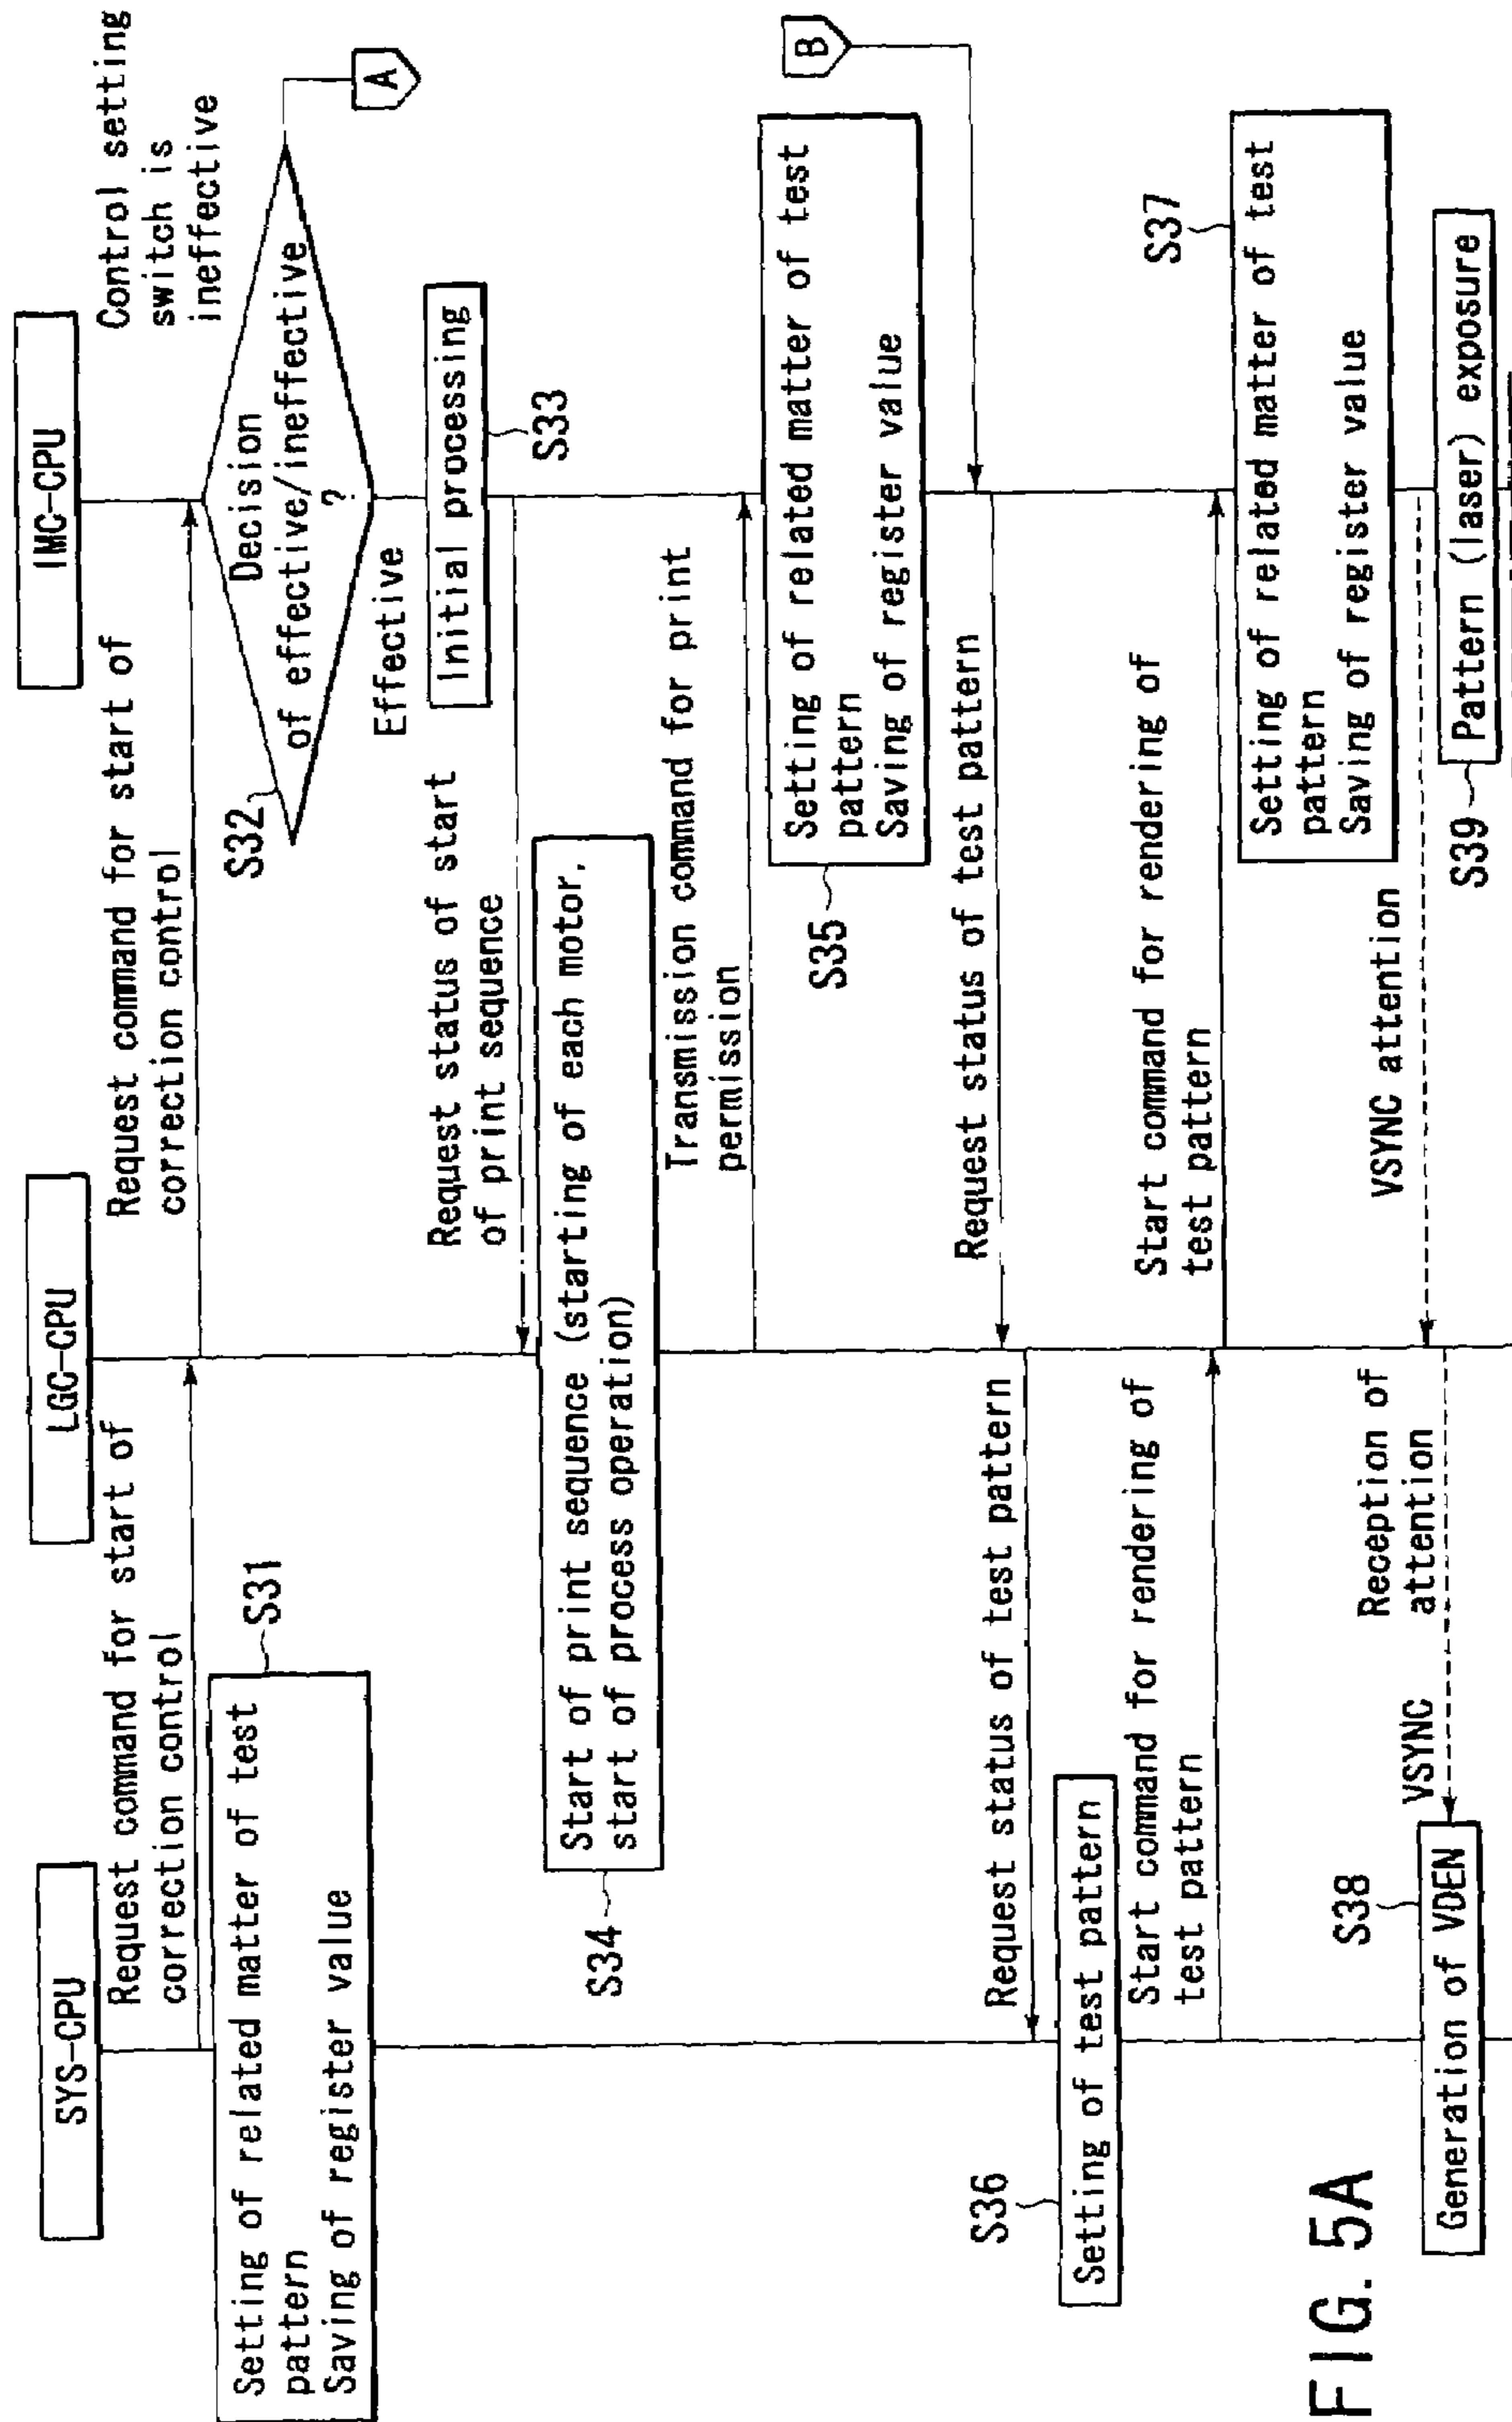 SYS-CPU
LGC-CPU
IMC-CPU
Request command for start of
correction control
Request command for start of
correction control
Control setting
switch is
ineffective
Setting of related matter of test
pattern
Saving of register value
S31
S32
Decision
of effective/ineffective
?
A
Effective
Initial processing
S33
Request status of start
of print sequence
S34
Start of print sequence (starting of each motor,
start of process operation)
Transmission command for print
permission
Setting of related matter of test
pattern
Saving of register value
S35
B
Request status of test pattern
Request status of test pattern
S36
Setting of test pattern
Start command for rendering of
test pattern
Start command for rendering of
test pattern
S37
Setting of related matter of test
pattern
Saving of register value
VSYNC attention
Reception of
attention
VSYNC
S38
Generation of VDEN
S39
Pattern (laser) exposure
FIG. 5A